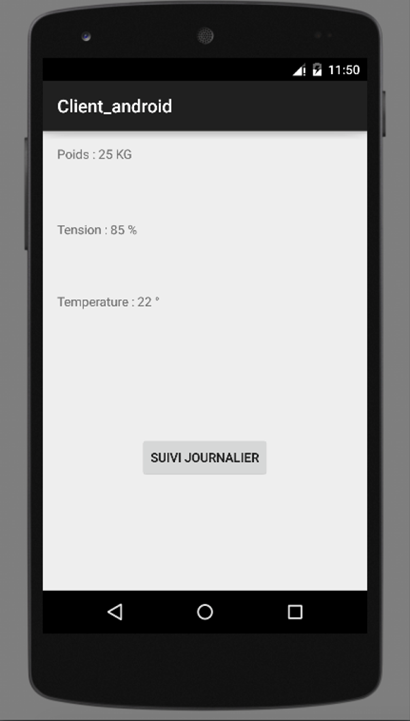 11:50
Client_android
Poids : 25 KG
Tension : 85 %
Temperature : 22 °
SUIVI JOURNALIER